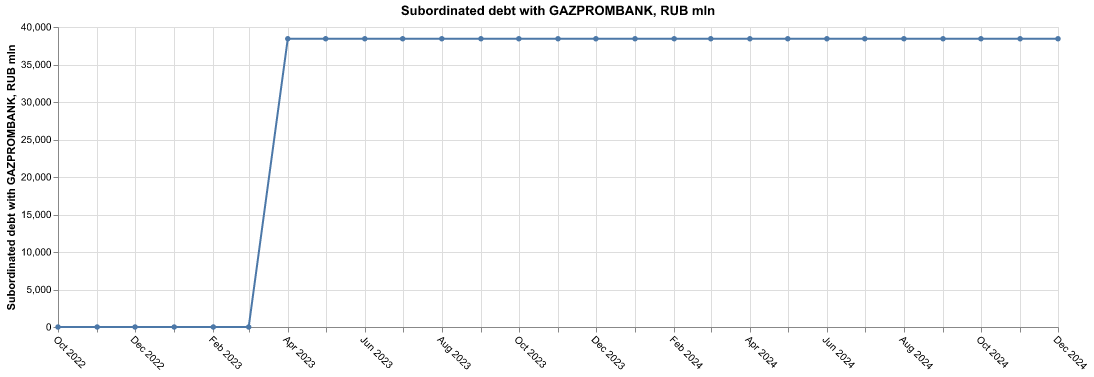 Subordinated debt with GAZPROMBANK, RUB mln
Subordinated debt with GAZPROMBANK, RUB mln
40,000
35,000
30,000
25,000
20,000
15,000
10,000
5,000
0
Oct 2022
Dec 2022
Feb 2023
Apr 2023
Jun 2023
Aug 2023
Oct 2023
Dec 2023
Feb 2024
Apr 2024
Jun 2024
Aug 2024
Oct 2024
Dec 2024